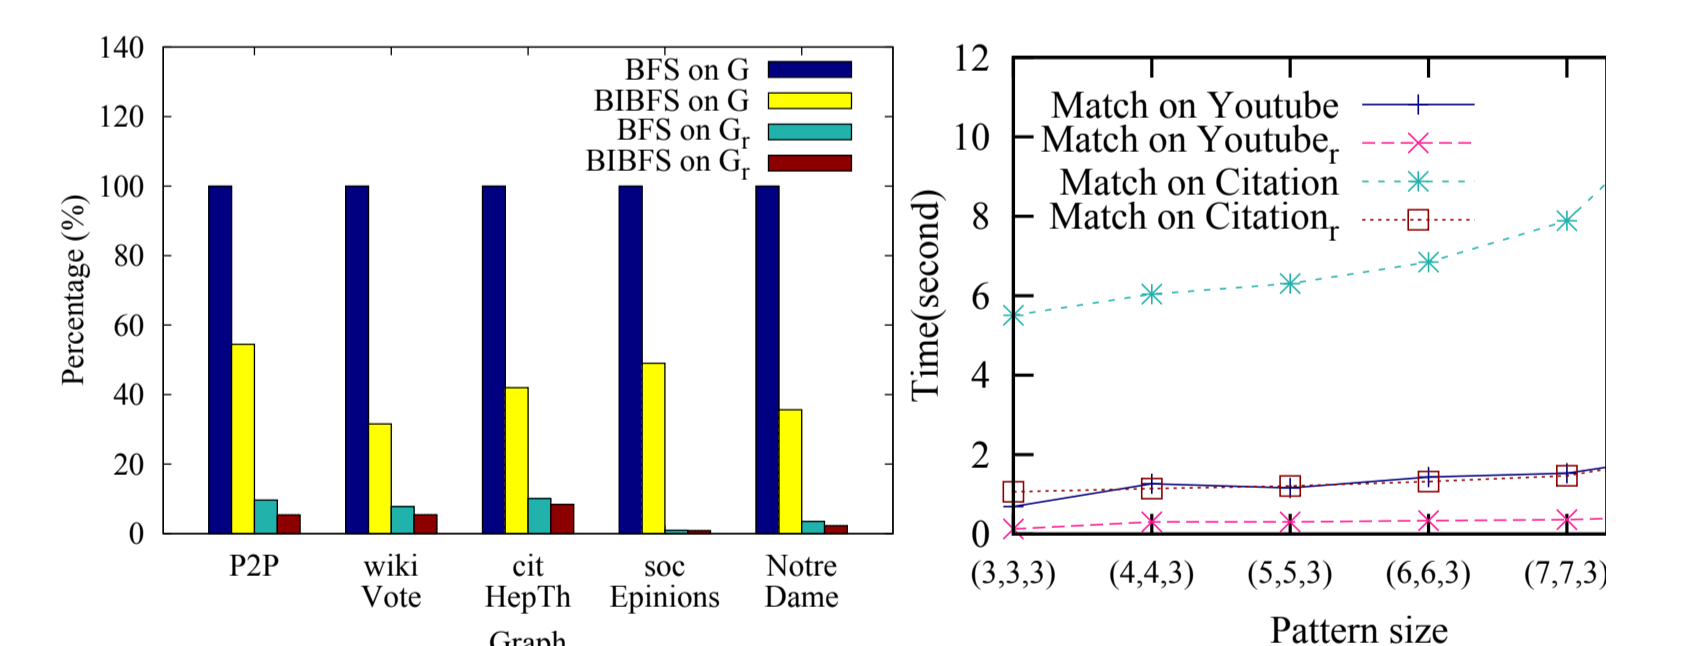 140
120
100
80
60
40
20
0
Percentage (%)
BFS on G
BIBFS on G
BFS on Gr
BIBFS on Gr
P2P
wiki
Vote
cit
HepTh
soc
Epinions
Notre
Dame
Graph
12
10
8
6
4
2
0
Time(second)
Match on Youtube
Match on Youtuber
Match on Citation
Match on Citationr
(3,3,3)
(4,4,3)
(5,5,3)
(6,6,3)
(7,7,3)
Pattern size